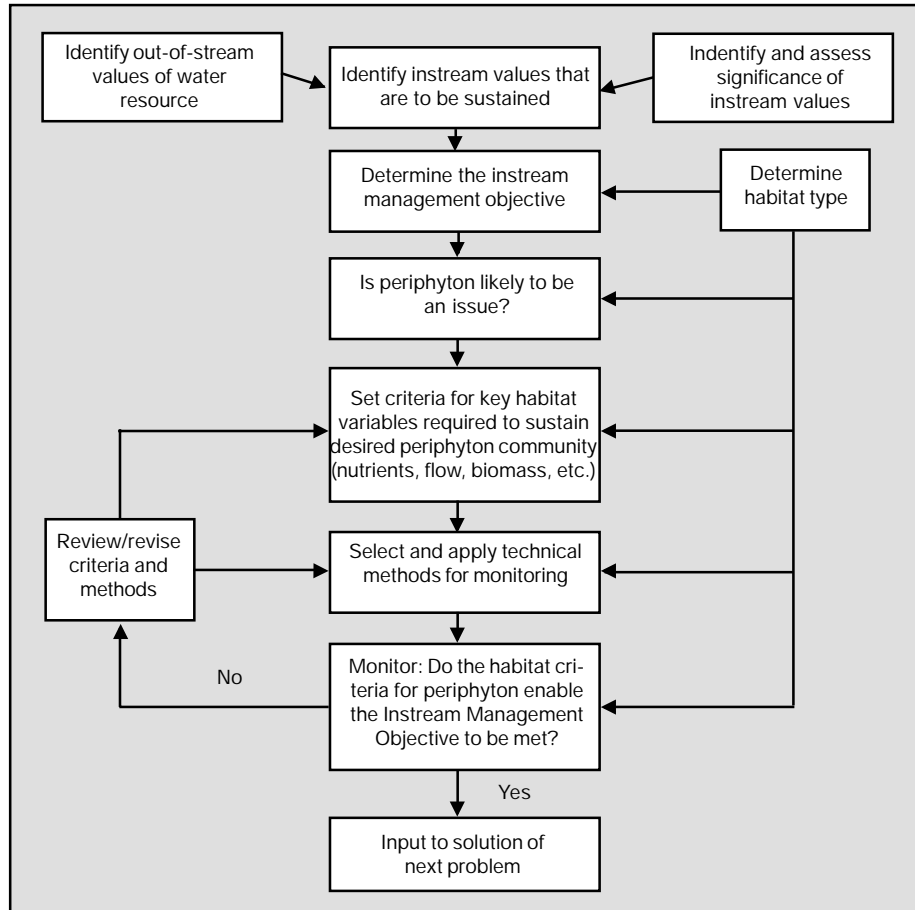 Identify out-of-stream
values of water
resource
Identify instream values that
are to be sustained
Indentify and assess
significance of
instream values
Determine the instream
management objective
Determine
habitat type
Is periphyton likely to be
an issue?
Set criteria for key habitat
variables required to sustain
desired periphyton community
(nutrients, flow, biomass, etc.)
Review/revise
criteria and
methods
Select and apply technical
methods for monitoring
No
Monitor: Do the habitat cri-
teria for periphyton enable
the Instream Management
Objective to be met?
Yes
Input to solution of
next problem